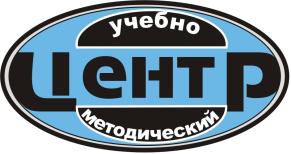 учебно
Центр
методический